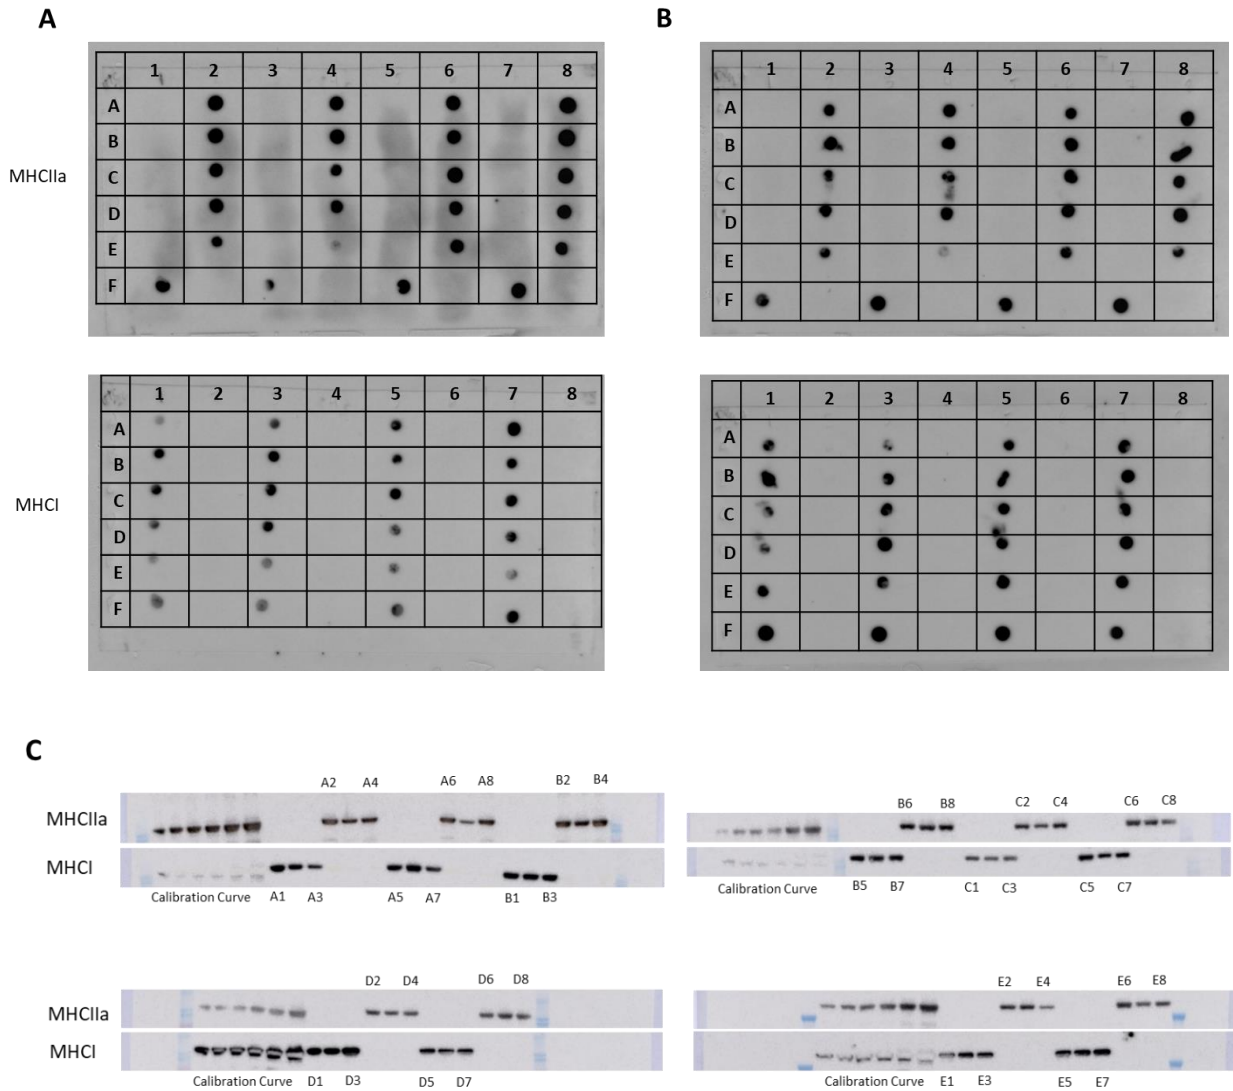 A
B
1 2 3 4 5 6 7 8
A
B
C
D
E
F
MHCIIa
1 2 3 4 5 6 7 8
A
B
C
D
E
F
1 2 3 4 5 6 7 8
A
B
C
D
E
F
MHCI
1 2 3 4 5 6 7 8
A
B
C
D
E
F
C
A2 A4 A6 A8 B2 B4
MHCIIa
MHCI
Calibration Curve A1 A3 A5 A7 B1 B3
B6 B8 C2 C4 C6 C8
Calibration Curve B5 B7 C1 C3 C5 C7
D2 D4 D6 D8
MHCIIa
MHCI
Calibration Curve D1 D3 D5 D7
E2 E4 E6 E8
Calibration Curve E1 E3 E5 E7